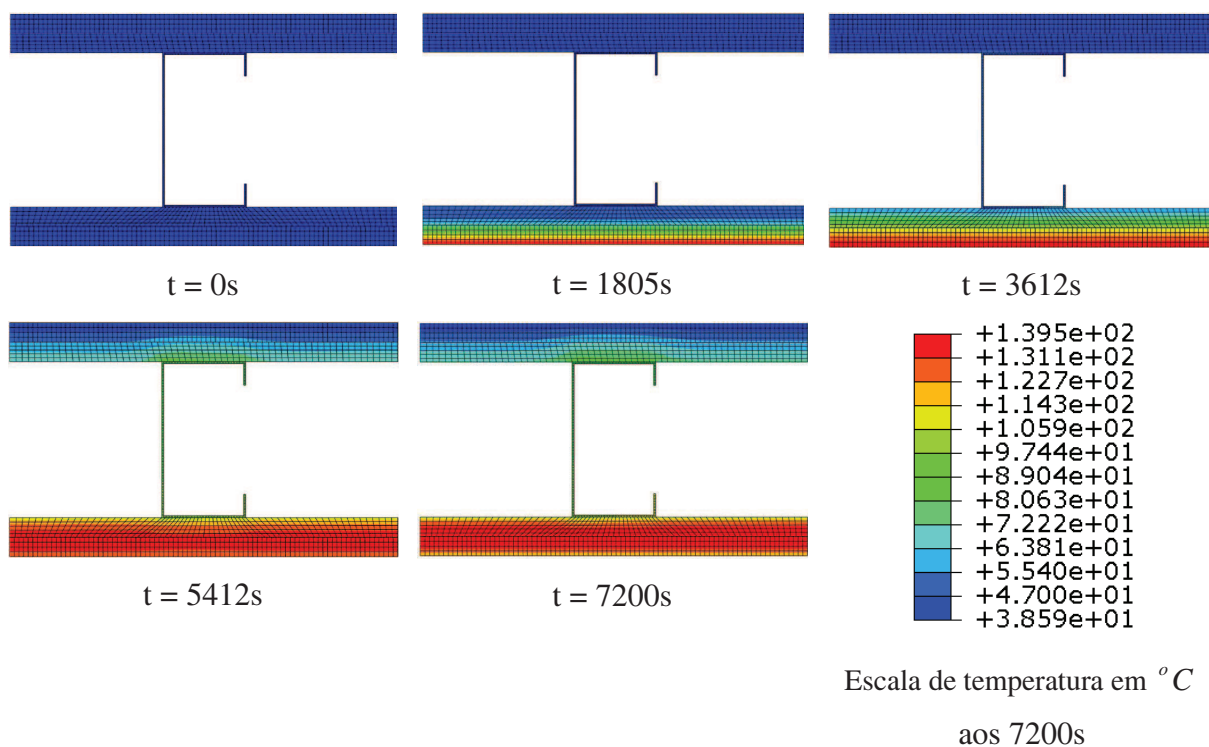 t = 0s
t = 1805s
t = 3612s
t = 5412s
t = 7200s
+1.395e+02
+1.311e+02
+1.227e+02
+1.143e+02
+1.059e+02
+9.744e+01
+8.904e+01
+8.063e+01
+7.222e+01
+6.381e+01
+5.540e+01
+4.700e+01
+3.859e+01
Escala de temperatura em °C
aos 7200s